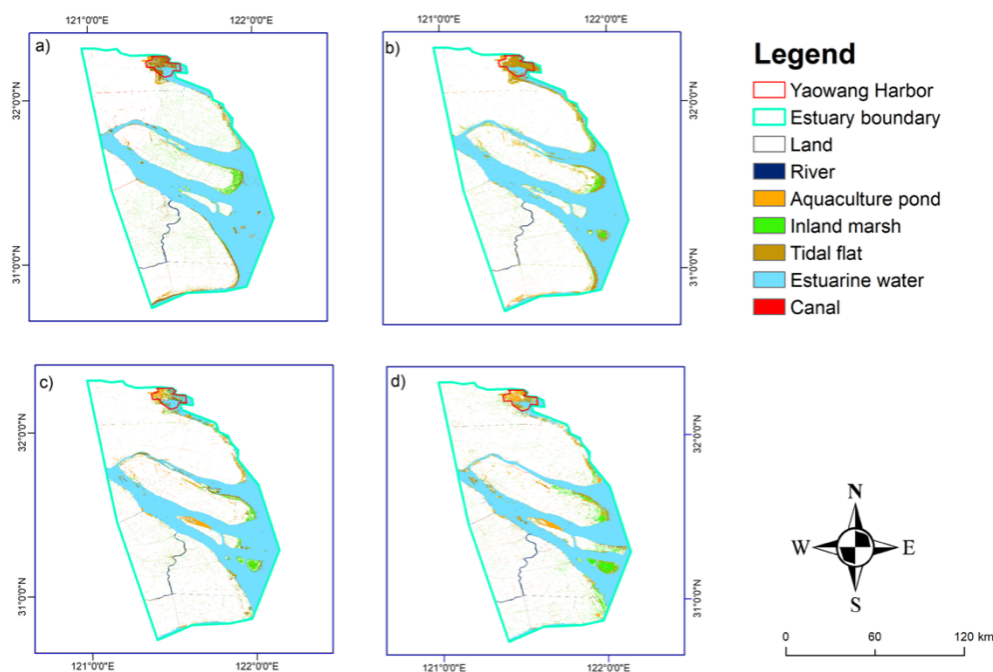 121°0'0"E 122°0'0"E
a)
32°0'0"N
31°0'0"N
121°0'0"E 122°0'0"E
b)
32°0'0"N
31°0'0"N
c)
32°0'0"N
31°0'0"N
121°0'0"E 122°0'0"E
d)
32°0'0"N
31°0'0"N
121°0'0"E 122°0'0"E
Legend
Yaowang Harbor
Estuary boundary
Land
River
Aquaculture pond
Inland marsh
Tidal flat
Estuarine water
Canal
N
W E
S
0 60 120 km